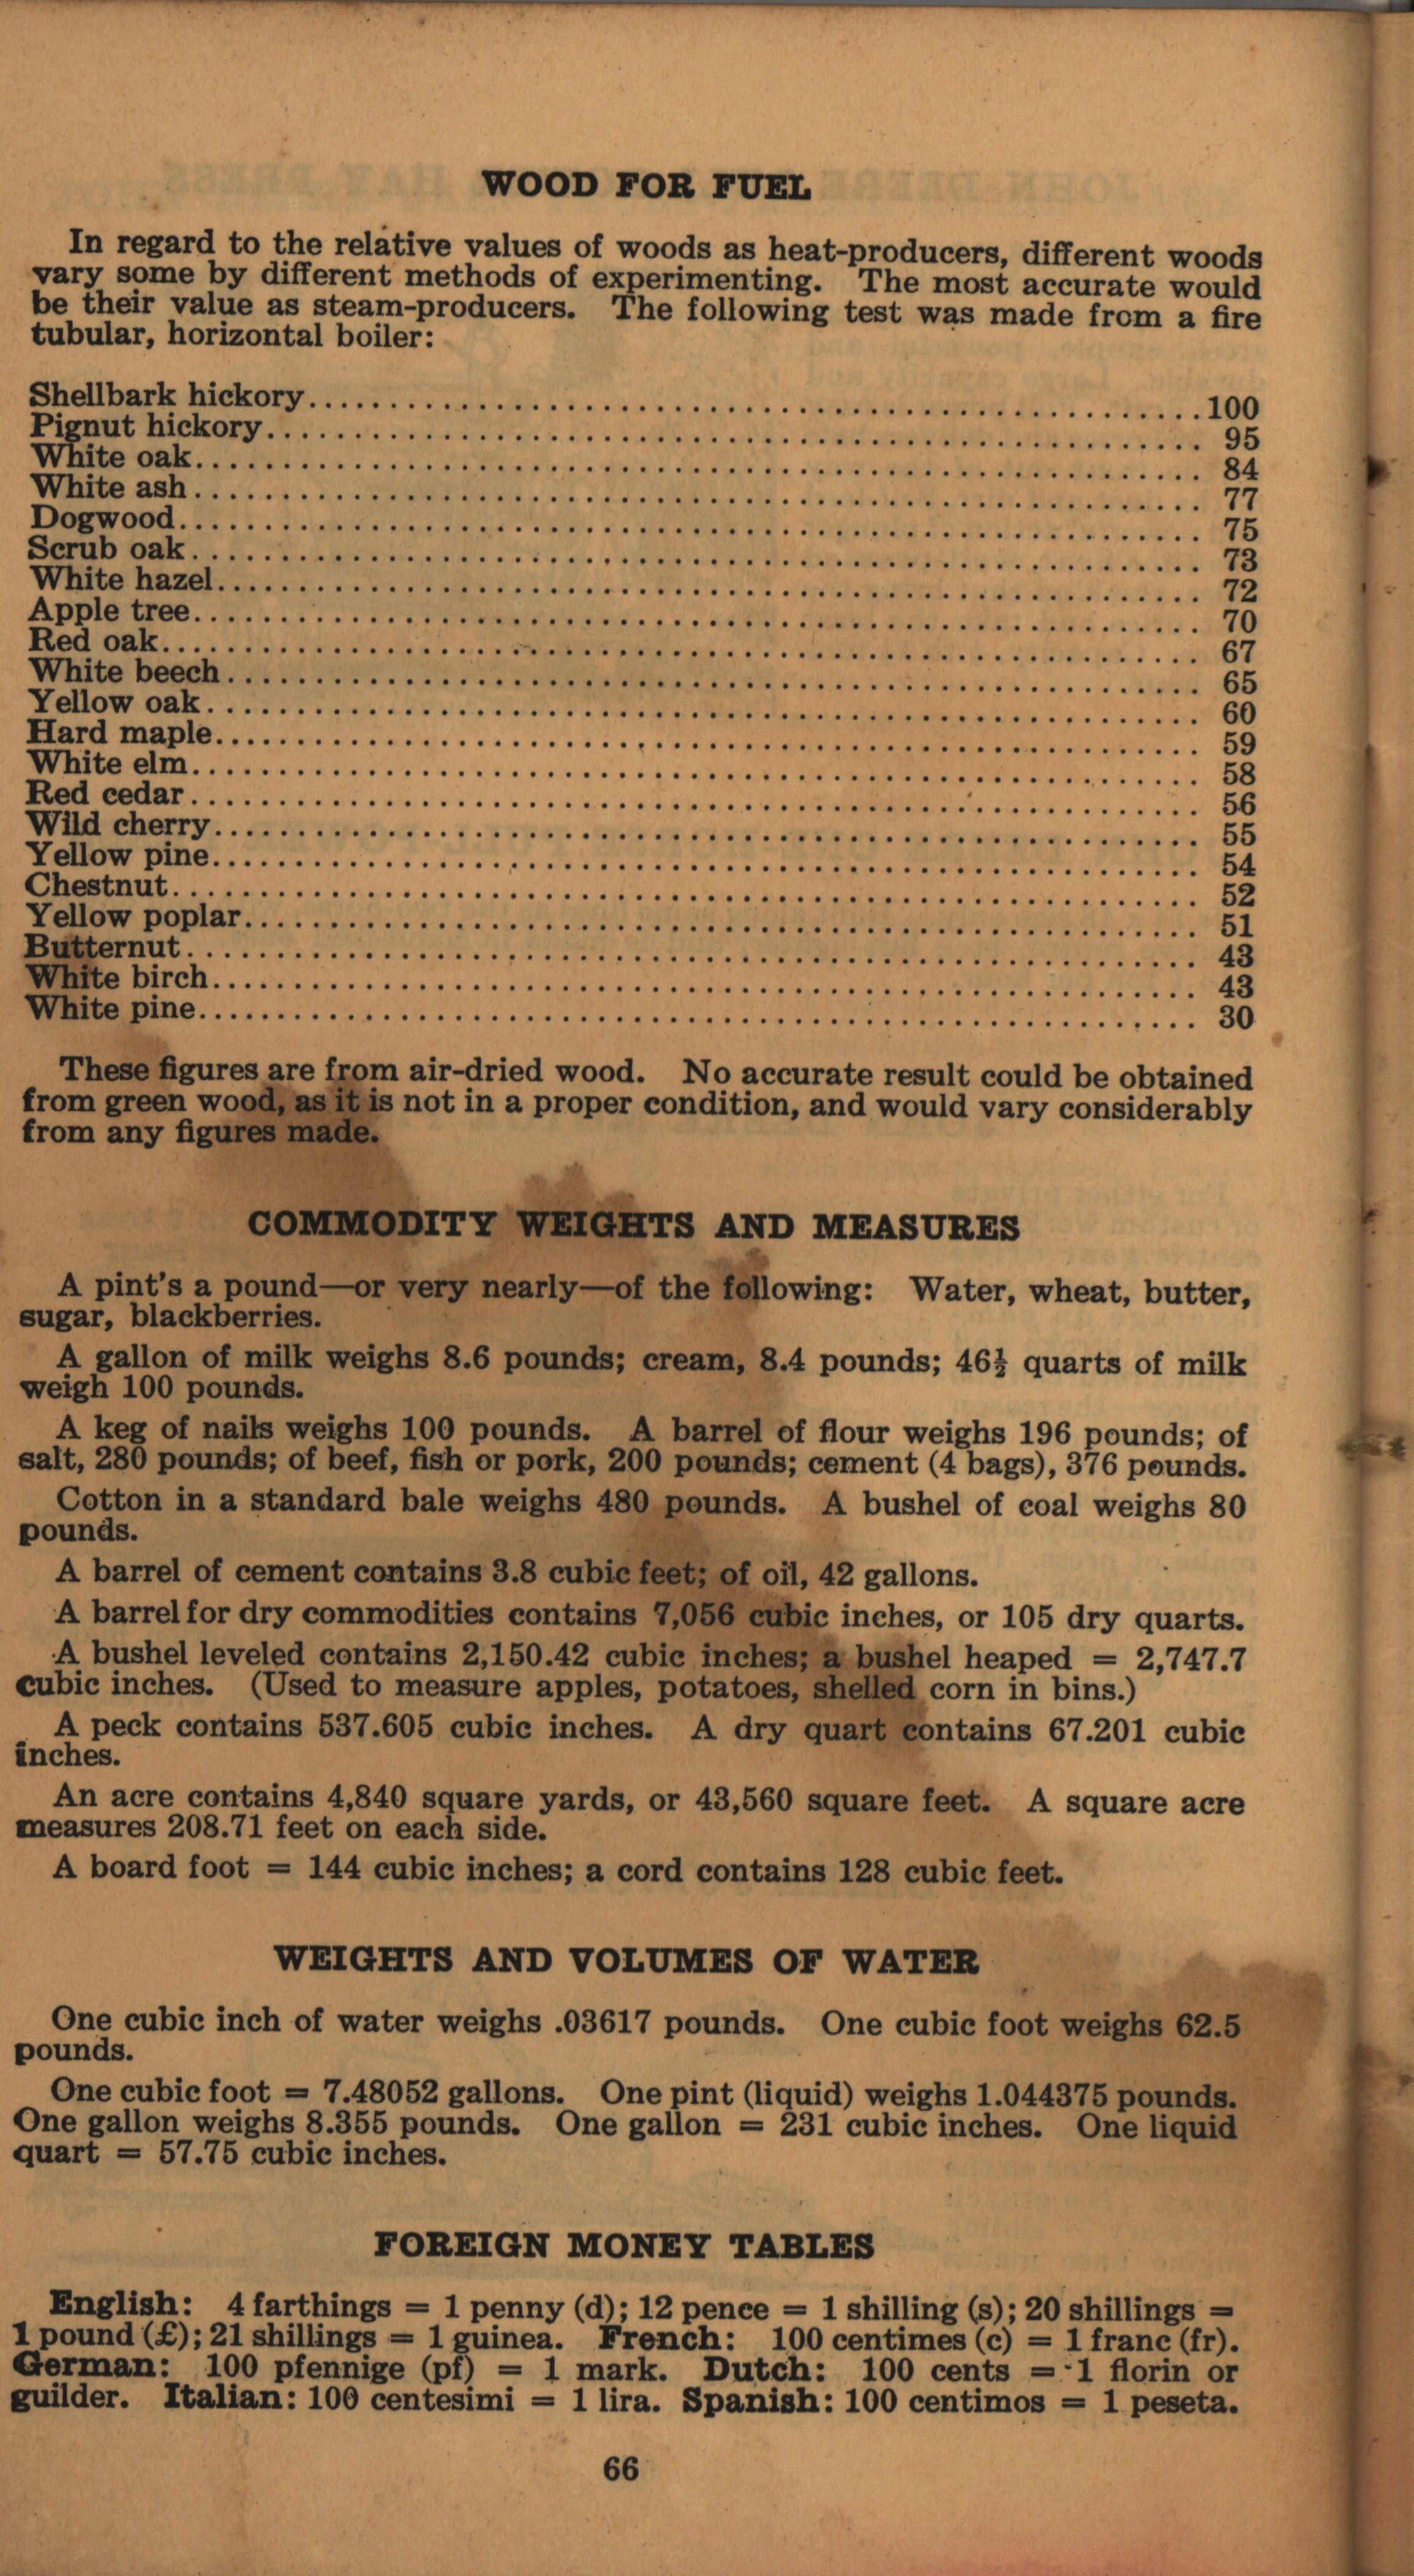 WOOD FOR FUEL
In regard to the relative values of woods as heat-producers, different woods
vary some by different methods of experimenting. The most accurate would
be their value as steam-producers. The following test was made from a fire
tubular, horizontal boiler:
Shellbark hickory 100
Pignut hickory 95
White oak 84
White ash 77
Dogwood 75
Scrub oak 73
White hazel 72
Apple tree 70
Red oak 67
White beech 65
Yellow oak 60
Hard maple 59
White elm 58
Red cedar 56
Wild cherry 55
Yellow pine 54
Chestnut 52
Yellow poplar 51
Butternut 43
White birch 43
White pine 30
These figures are from air-dried wood. No accurate result could be obtained
from green wood, as it is not in a proper condition, and would vary considerably
from any figures made.
COMMODITY WEIGHTS AND MEASURES
A pint's a pound—or very nearly—of the following: Water, wheat, butter,
sugar, blackberries.
A gallon of milk weighs 8.6 pounds; cream, 8.4 pounds; 46½ quarts of milk
weigh 100 pounds.
A keg of nails weighs 100 pounds. A barrel of flour weighs 196 pounds; of
salt, 280 pounds; of beef, fish or pork, 200 pounds; cement (4 bags), 376 pounds.
Cotton in a standard bale weighs 480 pounds. A bushel of coal weighs 80
pounds.
A barrel of cement contains 3.8 cubic feet; of oil, 42 gallons.
A barrel for dry commodities contains 7,056 cubic inches, or 105 dry quarts.
A bushel leveled contains 2,150.42 cubic inches; a bushel heaped = 2,747.7
cubic inches. (Used to measure apples, potatoes, shelled corn in bins.)
A peck contains 537.605 cubic inches. A dry quart contains 67.201 cubic
inches.
An acre contains 4,840 square yards, or 43,560 square feet. A square acre
measures 208.71 feet on each side.
A board foot = 144 cubic inches; a cord contains 128 cubic feet.
WEIGHTS AND VOLUMES OF WATER
One cubic inch of water weighs .03617 pounds. One cubic foot weighs 62.5
pounds.
One cubic foot = 7.48052 gallons. One pint (liquid) weighs 1.044375 pounds.
One gallon weighs 8.355 pounds. One gallon = 231 cubic inches. One liquid
quart = 57.75 cubic inches.
FOREIGN MONEY TABLES
English: 4 farthings = 1 penny (d); 12 pence = 1 shilling (s); 20 shillings =
1 pound (£); 21 shillings = 1 guinea. French: 100 centimes (c) = 1 franc (fr).
German: 100 pfennige (pf) = 1 mark. Dutch: 100 cents = 1 florin or
guilder. Italian: 100 centesimi = 1 lira. Spanish: 100 centimos = 1 peseta.
66